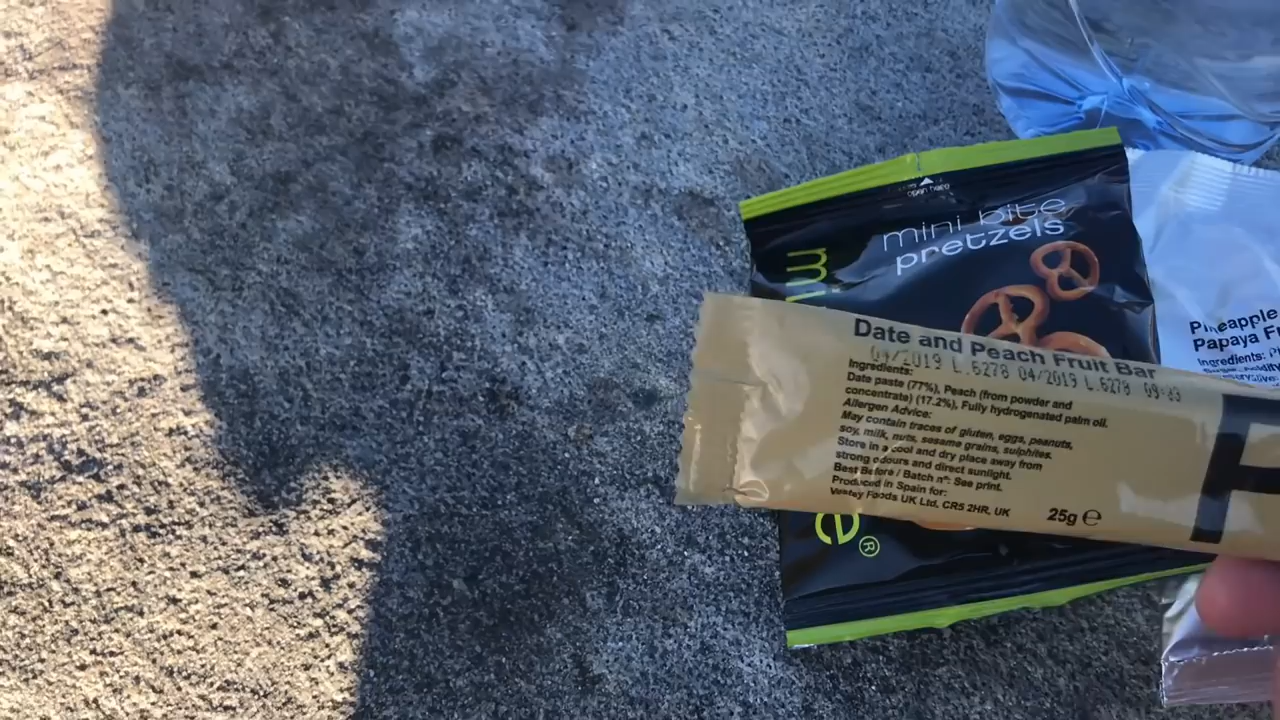 open here
mini bite
pretzels
Date and Peach Fruit Bar
04/2019 L.6278 04/2019 L.6278
Ingredients:
Date paste (77%), Peach (from powder and
concentrate) (17.2%), Fully hydrogenated palm oil.
Allergen Advice:
May contain traces of gluten, eggs, peanuts,
soy, milk, nuts, sesame grains, sulphites.
Store in a cool and dry place away from
strong odours and direct sunlight.
Best Before / Batch nº: See print.
Produced in Spain for:
Vestey Foods UK Ltd, CR5 2HR, UK
25g e
Pineapple
Papaya
Ingredients:
e®